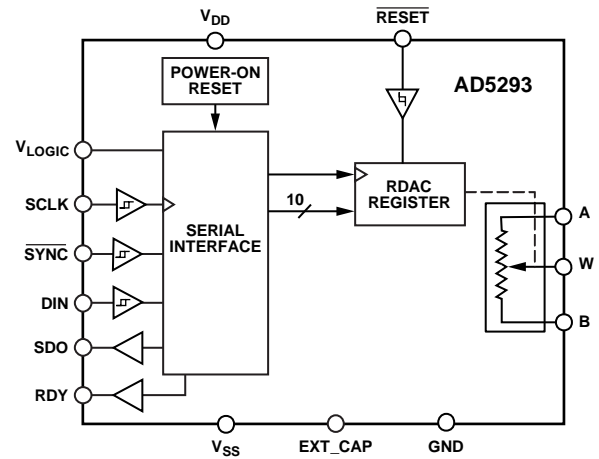 VDD
RESET
POWER-ON
RESET
AD5293
VLOGIC
SCLK
SYNC
DIN
SDO
RDY
SERIAL
INTERFACE
10
RDAC
REGISTER
A
W
B
VSS
EXT_CAP
GND